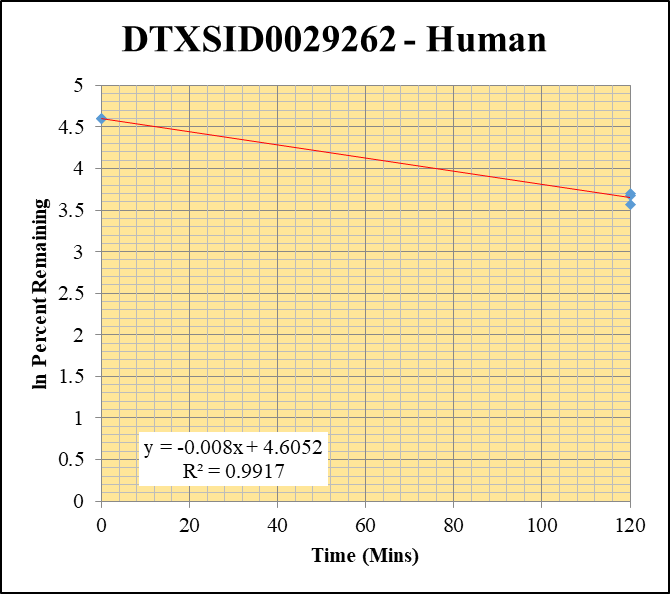 DTXSID0029262 - Human
5
4.5
4
3.5
3
2.5
2
1.5
1
0.5
0
ln Percent Remaining
y = -0.008x + 4.6052
R² = 0.9917
0 20 40 60 80 100 120
Time (Mins)